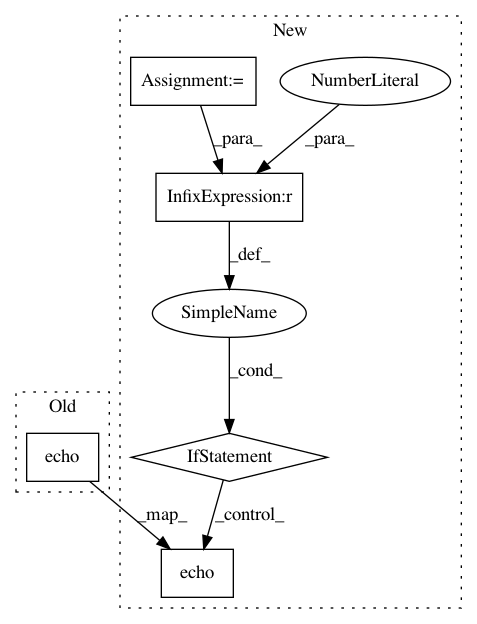 New
Assignment:=
NumberLiteral
_para_
_para_
InfixExpression:r
_def_
SimpleName
_cond_
Old
echo
IfStatement
_map_
_control_
echo